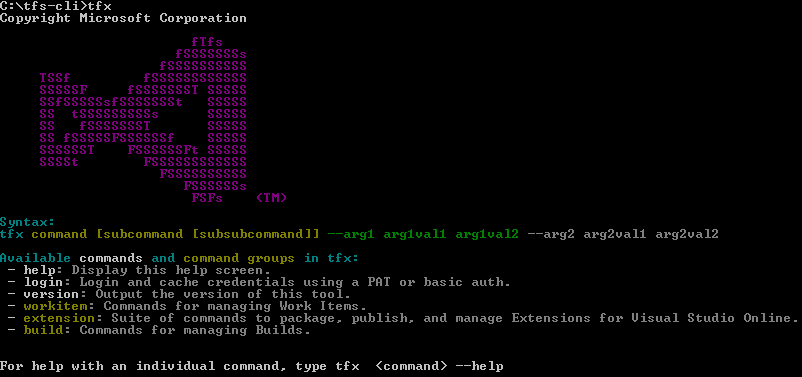 C:\tfs-cli>tfx
Copyright Microsoft Corporation
fTfs
fSSSSSSSs
fSSSSSSSSSSS
TSSf fSSSSSSSSSSSS
SSSSSF fSSSSSSST SSSSS
SSfSSSSSsfSSSSSSSt SSSSS
SS tSSSSSSSSSs SSSSS
SS fSSSSSSST SSSSS
SS fSSSSSFSSSSSSf SSSSS
SSSSSST FSSSSSSFt SSSSS
SSSSt FSSSSSSSSSSSS
FSSSSSSSSSS
FSSSSSSs
FSFs (TM)
Syntax:
tfx command [subcommand [subsubcommand]] --arg1 arg1val1 arg1val2 --arg2 arg2val1 arg2val2
Available commands and command groups in tfx:
- help: Display this help screen.
- login: Login and cache credentials using a PAT or basic auth.
- version: Output the version of this tool.
- workitem: Commands for managing Work Items.
- extension: Suite of commands to package, publish, and manage Extensions for Visual Studio Online.
- build: Commands for managing Builds.
For help with an individual command, type tfx <command> --help